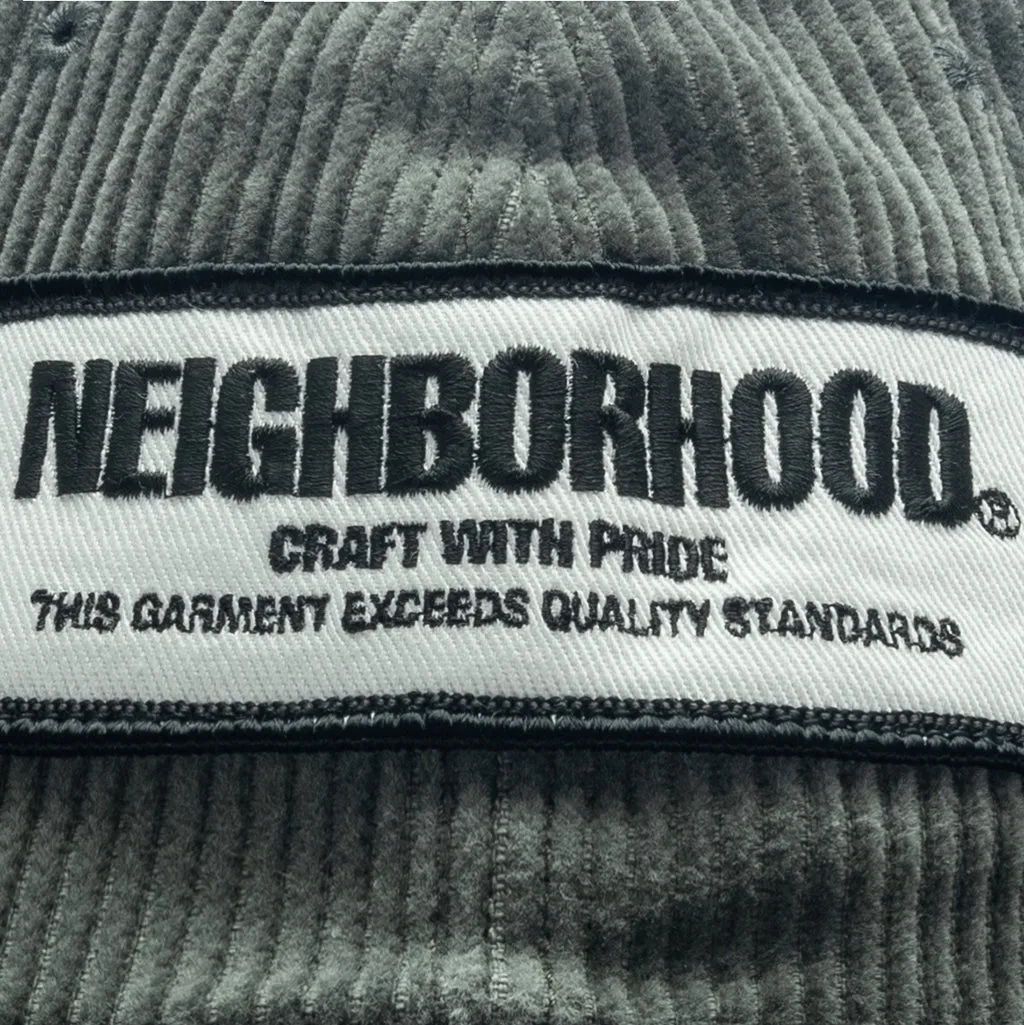 NEIGHBORHOOD®
CRAFT WITH PRIDE
THIS GARMENT EXCEEDS QUALITY STANDARDS